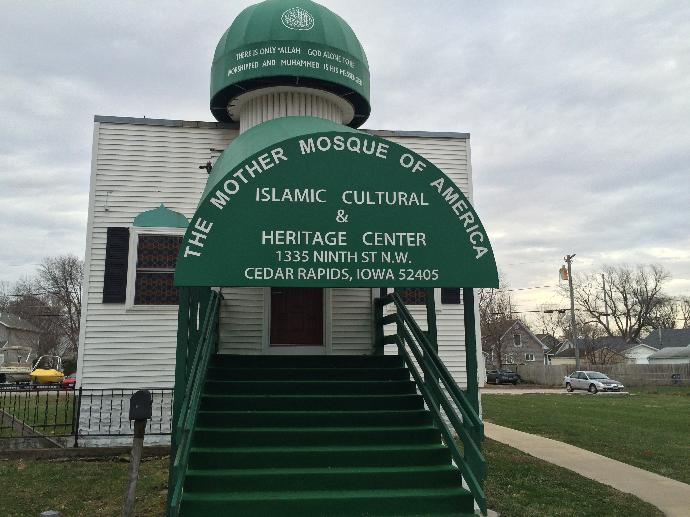 THERE IS ONLY ALLAH GOD ALONE TO BE
WORSHIPPED AND MUHAMMED IS HIS MESSENGER
THE MOTHER MOSQUE OF AMERICA
ISLAMIC CULTURAL
&
HERITAGE CENTER
1335 NINTH ST N.W.
CEDAR RAPIDS, IOWA 52405